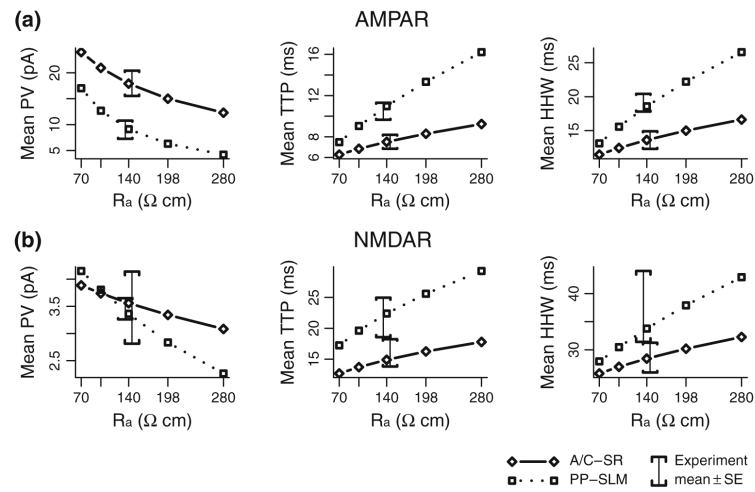 (a) AMPAR
Mean PV (pA)
20
10
5
70 140 198 280
Ra (Ω cm)
Mean TTP (ms)
16
12
8
6
70 140 198 280
Ra (Ω cm)
Mean HHW (ms)
25
15
70 140 198 280
Ra (Ω cm)
(b) NMDAR
Mean PV (pA)
3.5
2.5
70 140 198 280
Ra (Ω cm)
Mean TTP (ms)
25
20
15
70 140 198 280
Ra (Ω cm)
Mean HHW (ms)
40
30
70 140 198 280
Ra (Ω cm)
A/C−SR
PP−SLM
Experiment
mean±SE